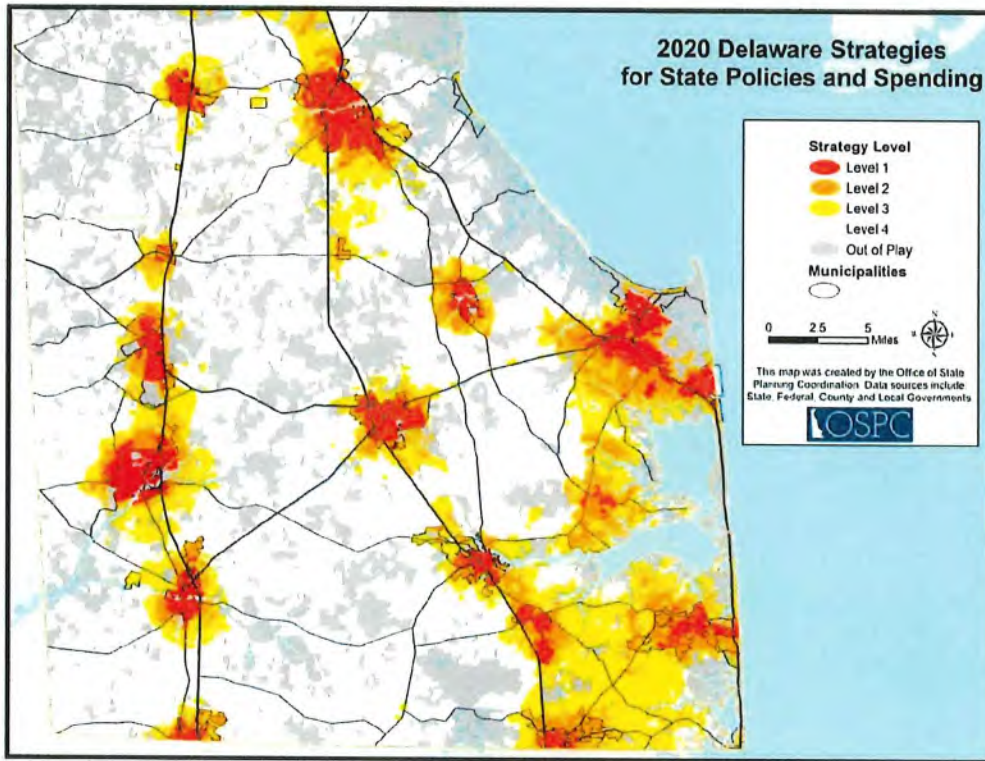 2020 Delaware Strategies
for State Policies and Spending
Strategy Level
Level 1
Level 2
Level 3
Level 4
Out of Play
Municipalities
0 2.5 5
Miles
N
This map was created by the Office of State
Planning Coordination. Data sources include
State, Federal, County and Local Governments
OSPC